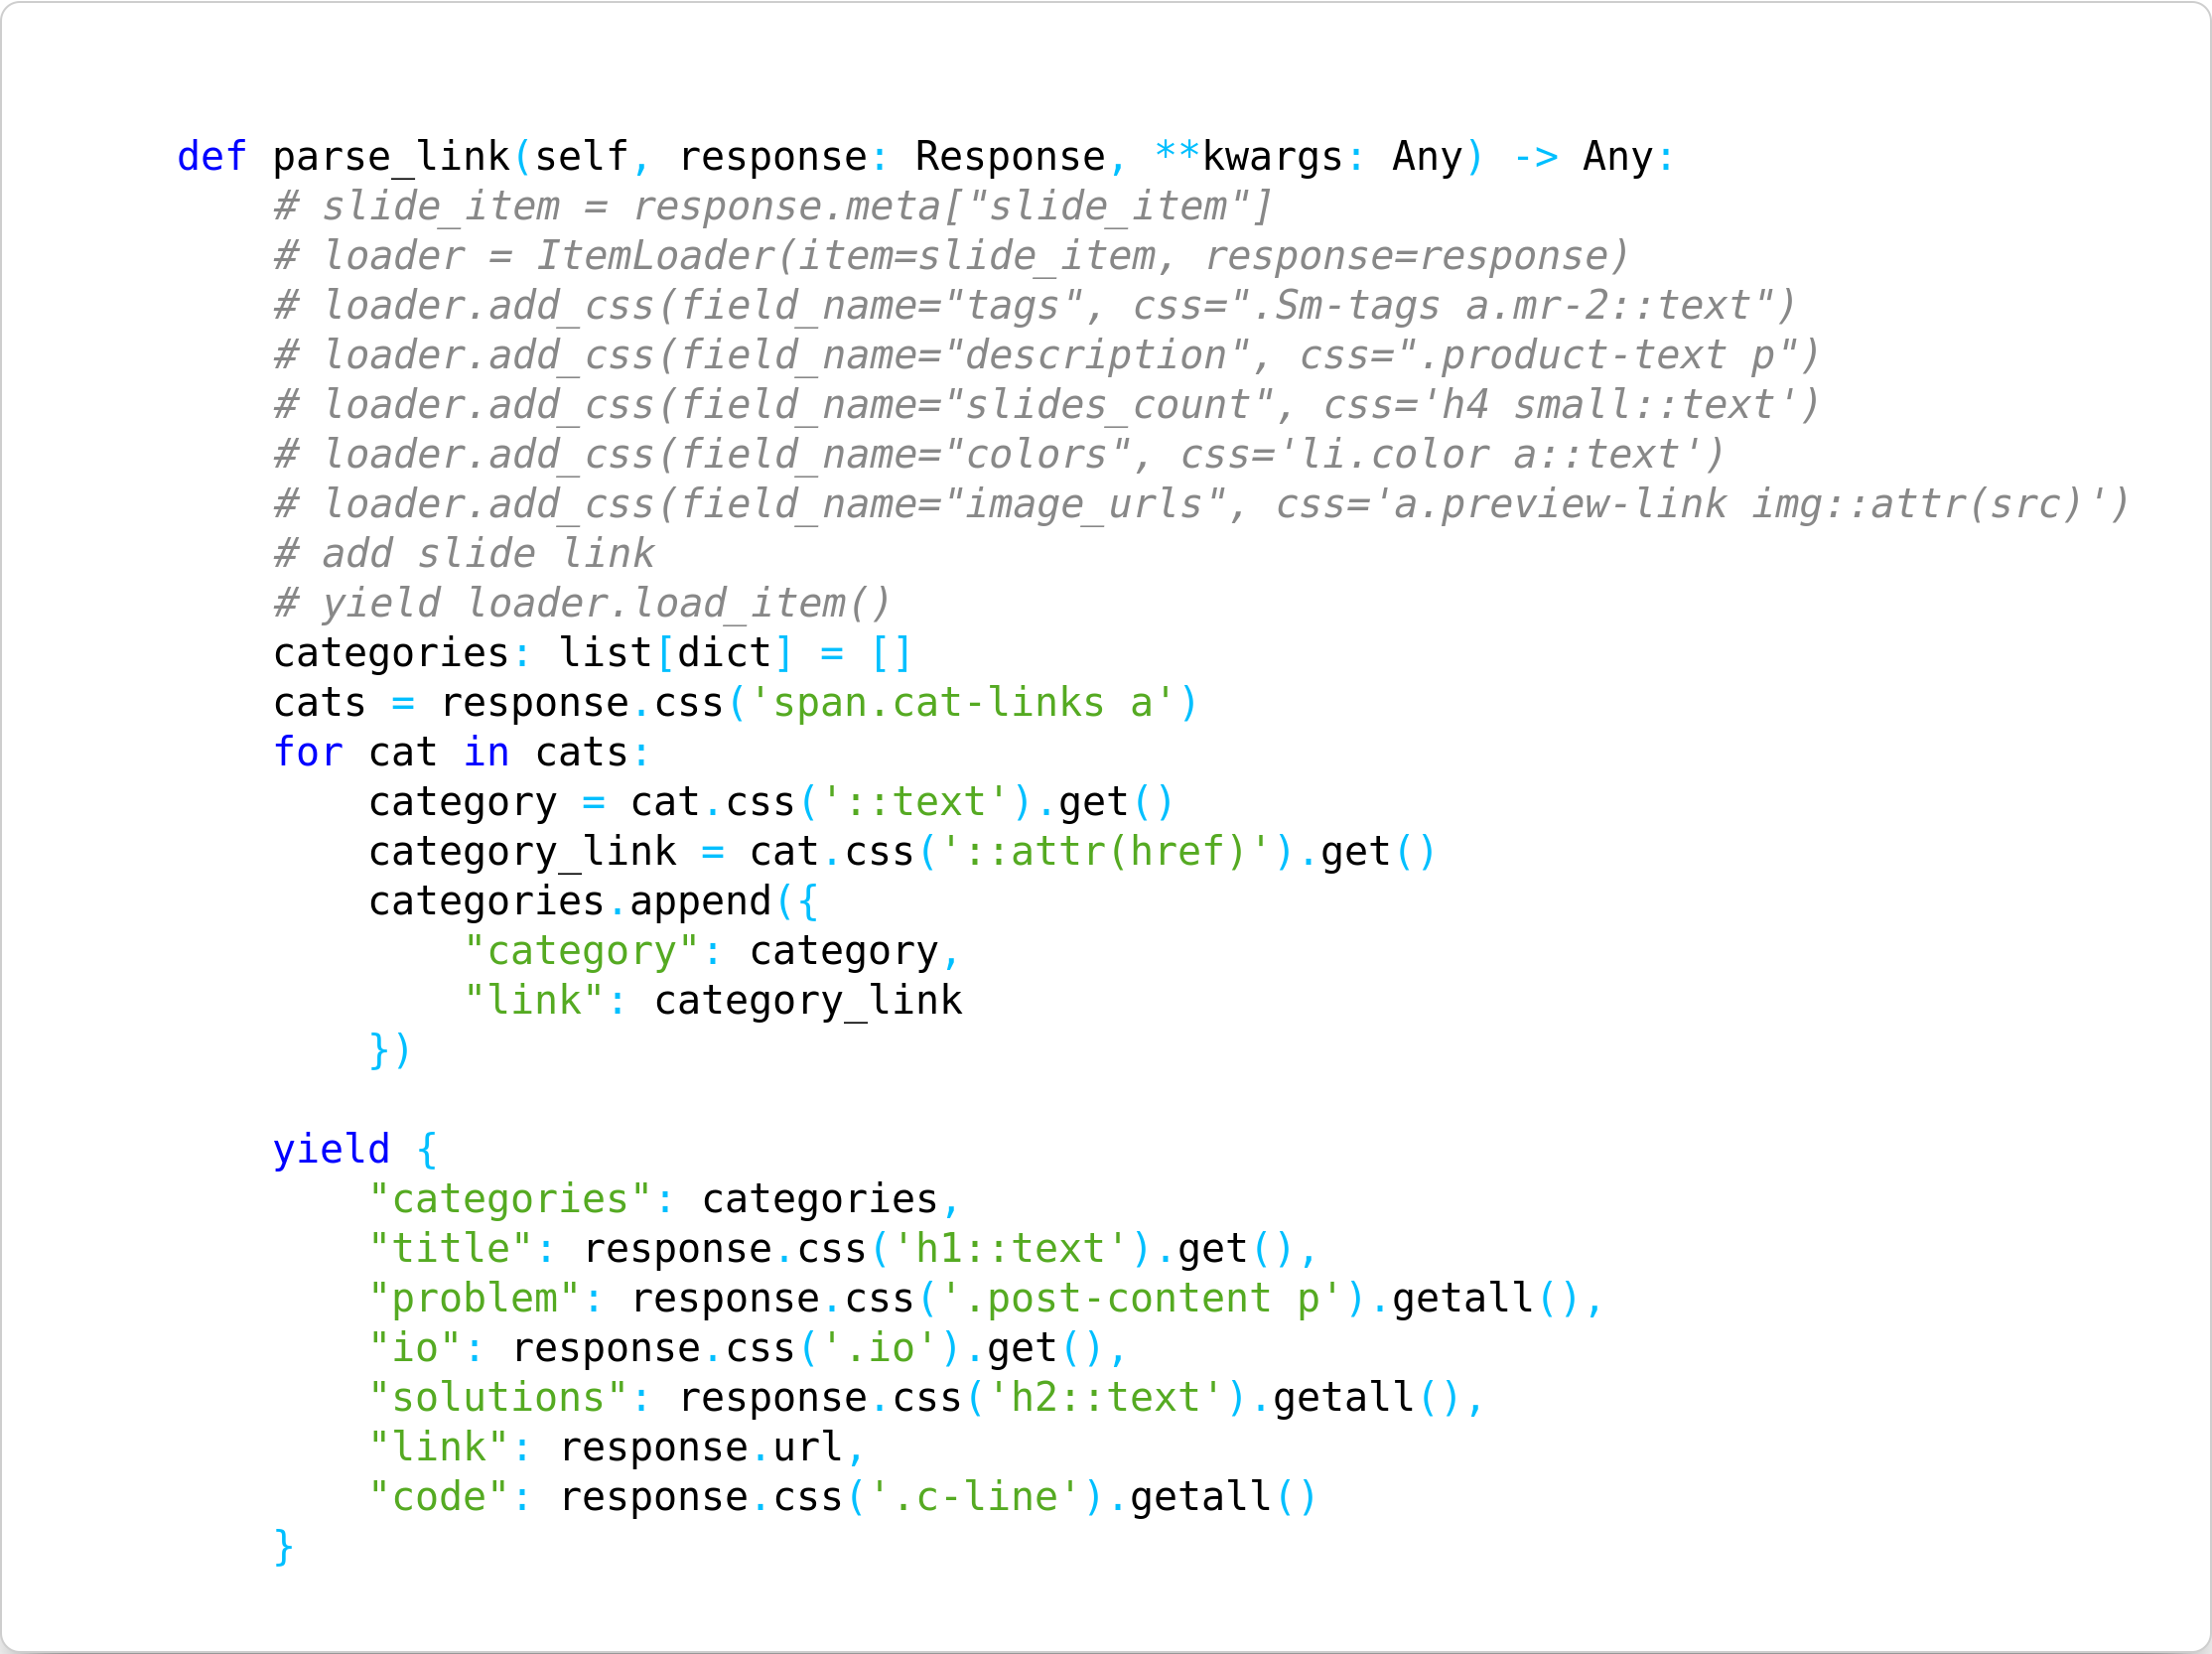 def parse_link(self, response: Response, **kwargs: Any) -> Any:
    # slide_item = response.meta["slide_item"]
    # loader = ItemLoader(item=slide_item, response=response)
    # loader.add_css(field_name="tags", css=".Sm-tags a.mr-2::text")
    # loader.add_css(field_name="description", css=".product-text p")
    # loader.add_css(field_name="slides_count", css='h4 small::text')
    # loader.add_css(field_name="colors", css='li.color a::text')
    # loader.add_css(field_name="image_urls", css='a.preview-link img::attr(src)')
    # add slide link
    # yield loader.load_item()
    categories: list[dict] = []
    cats = response.css('span.cat-links a')
    for cat in cats:
        category = cat.css('::text').get()
        category_link = cat.css('::attr(href)').get()
        categories.append({
            "category": category,
            "link": category_link
        })

    yield {
        "categories": categories,
        "title": response.css('h1::text').get(),
        "problem": response.css('.post-content p').getall(),
        "io": response.css('.io').get(),
        "solutions": response.css('h2::text').getall(),
        "link": response.url,
        "code": response.css('.c-line').getall()
    }